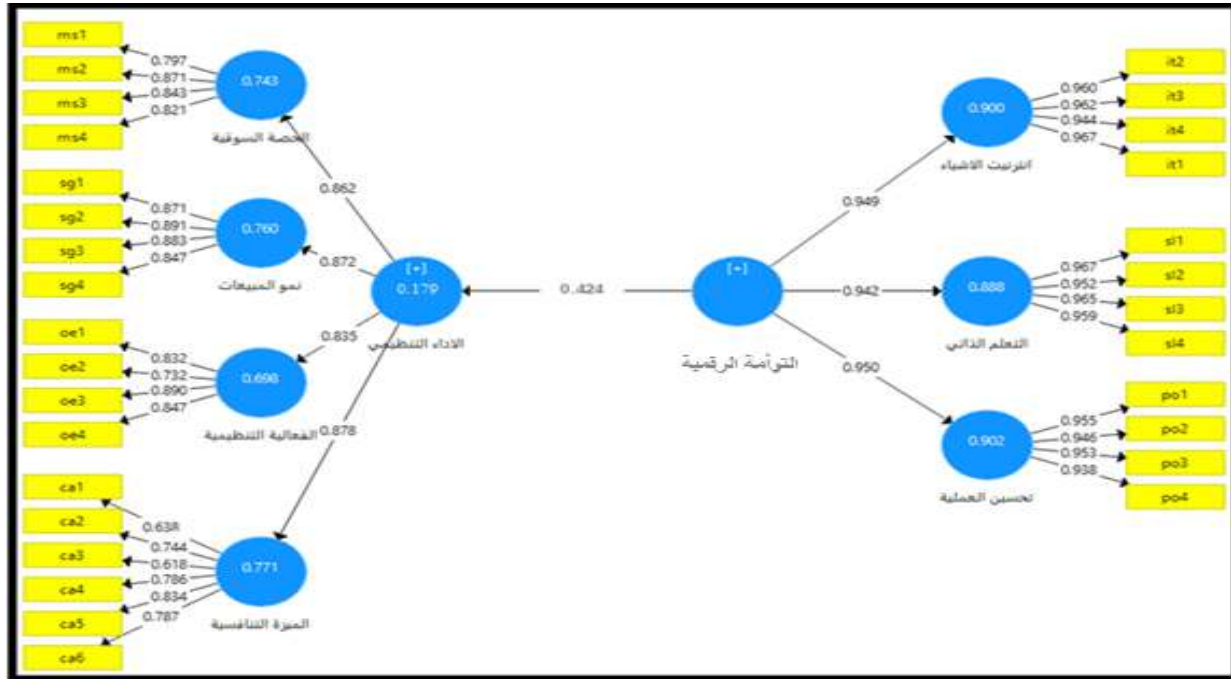 ms1
ms2
ms3
ms4
0.797
0.871
0.843
0.821
0.743
الحصة السوقية
sg1
sg2
sg3
sg4
0.871
0.891
0.883
0.847
0.760
نمو المبيعات
oe1
oe2
oe3
oe4
0.832
0.732
0.890
0.847
0.698
الفعالية التنظيمية
ca1
ca2
ca3
ca4
ca5
ca6
0.638
0.744
0.618
0.786
0.834
0.787
0.771
الميزة التنافسية
0.862
0.872
0.835
0.878
[+]
0.179
الاداء التنظيمي
0.424
[+]
التوأمة الرقمية
0.949
0.942
0.950
0.900
انترنيت الاشياء
0.960
0.962
0.944
0.967
it2
it3
it4
it1
0.888
التعلم الذاتي
0.967
0.952
0.965
0.959
sl1
sl2
sl3
sl4
0.902
تحسين العملية
0.955
0.946
0.953
0.938
po1
po2
po3
po4